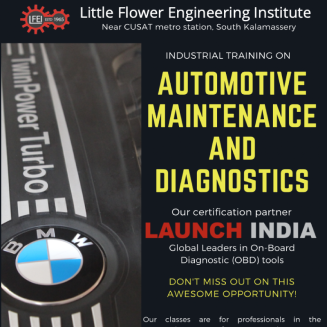 LFEI
ESTD 1965
Little Flower Engineering Institute
Near CUSAT metro station, South Kalamassery
INDUSTRIAL TRAINING ON
AUTOMOTIVE
MAINTENANCE
AND
DIAGNOSTICS
Our certification partner
LAUNCH INDIA
Global Leaders in On-Board
Diagnostic (OBD) tools
DON'T MISS OUT ON THIS
AWESOME OPPORTUNITY!
Our classes are for professionals in the
TwinPower Turbo
BMW